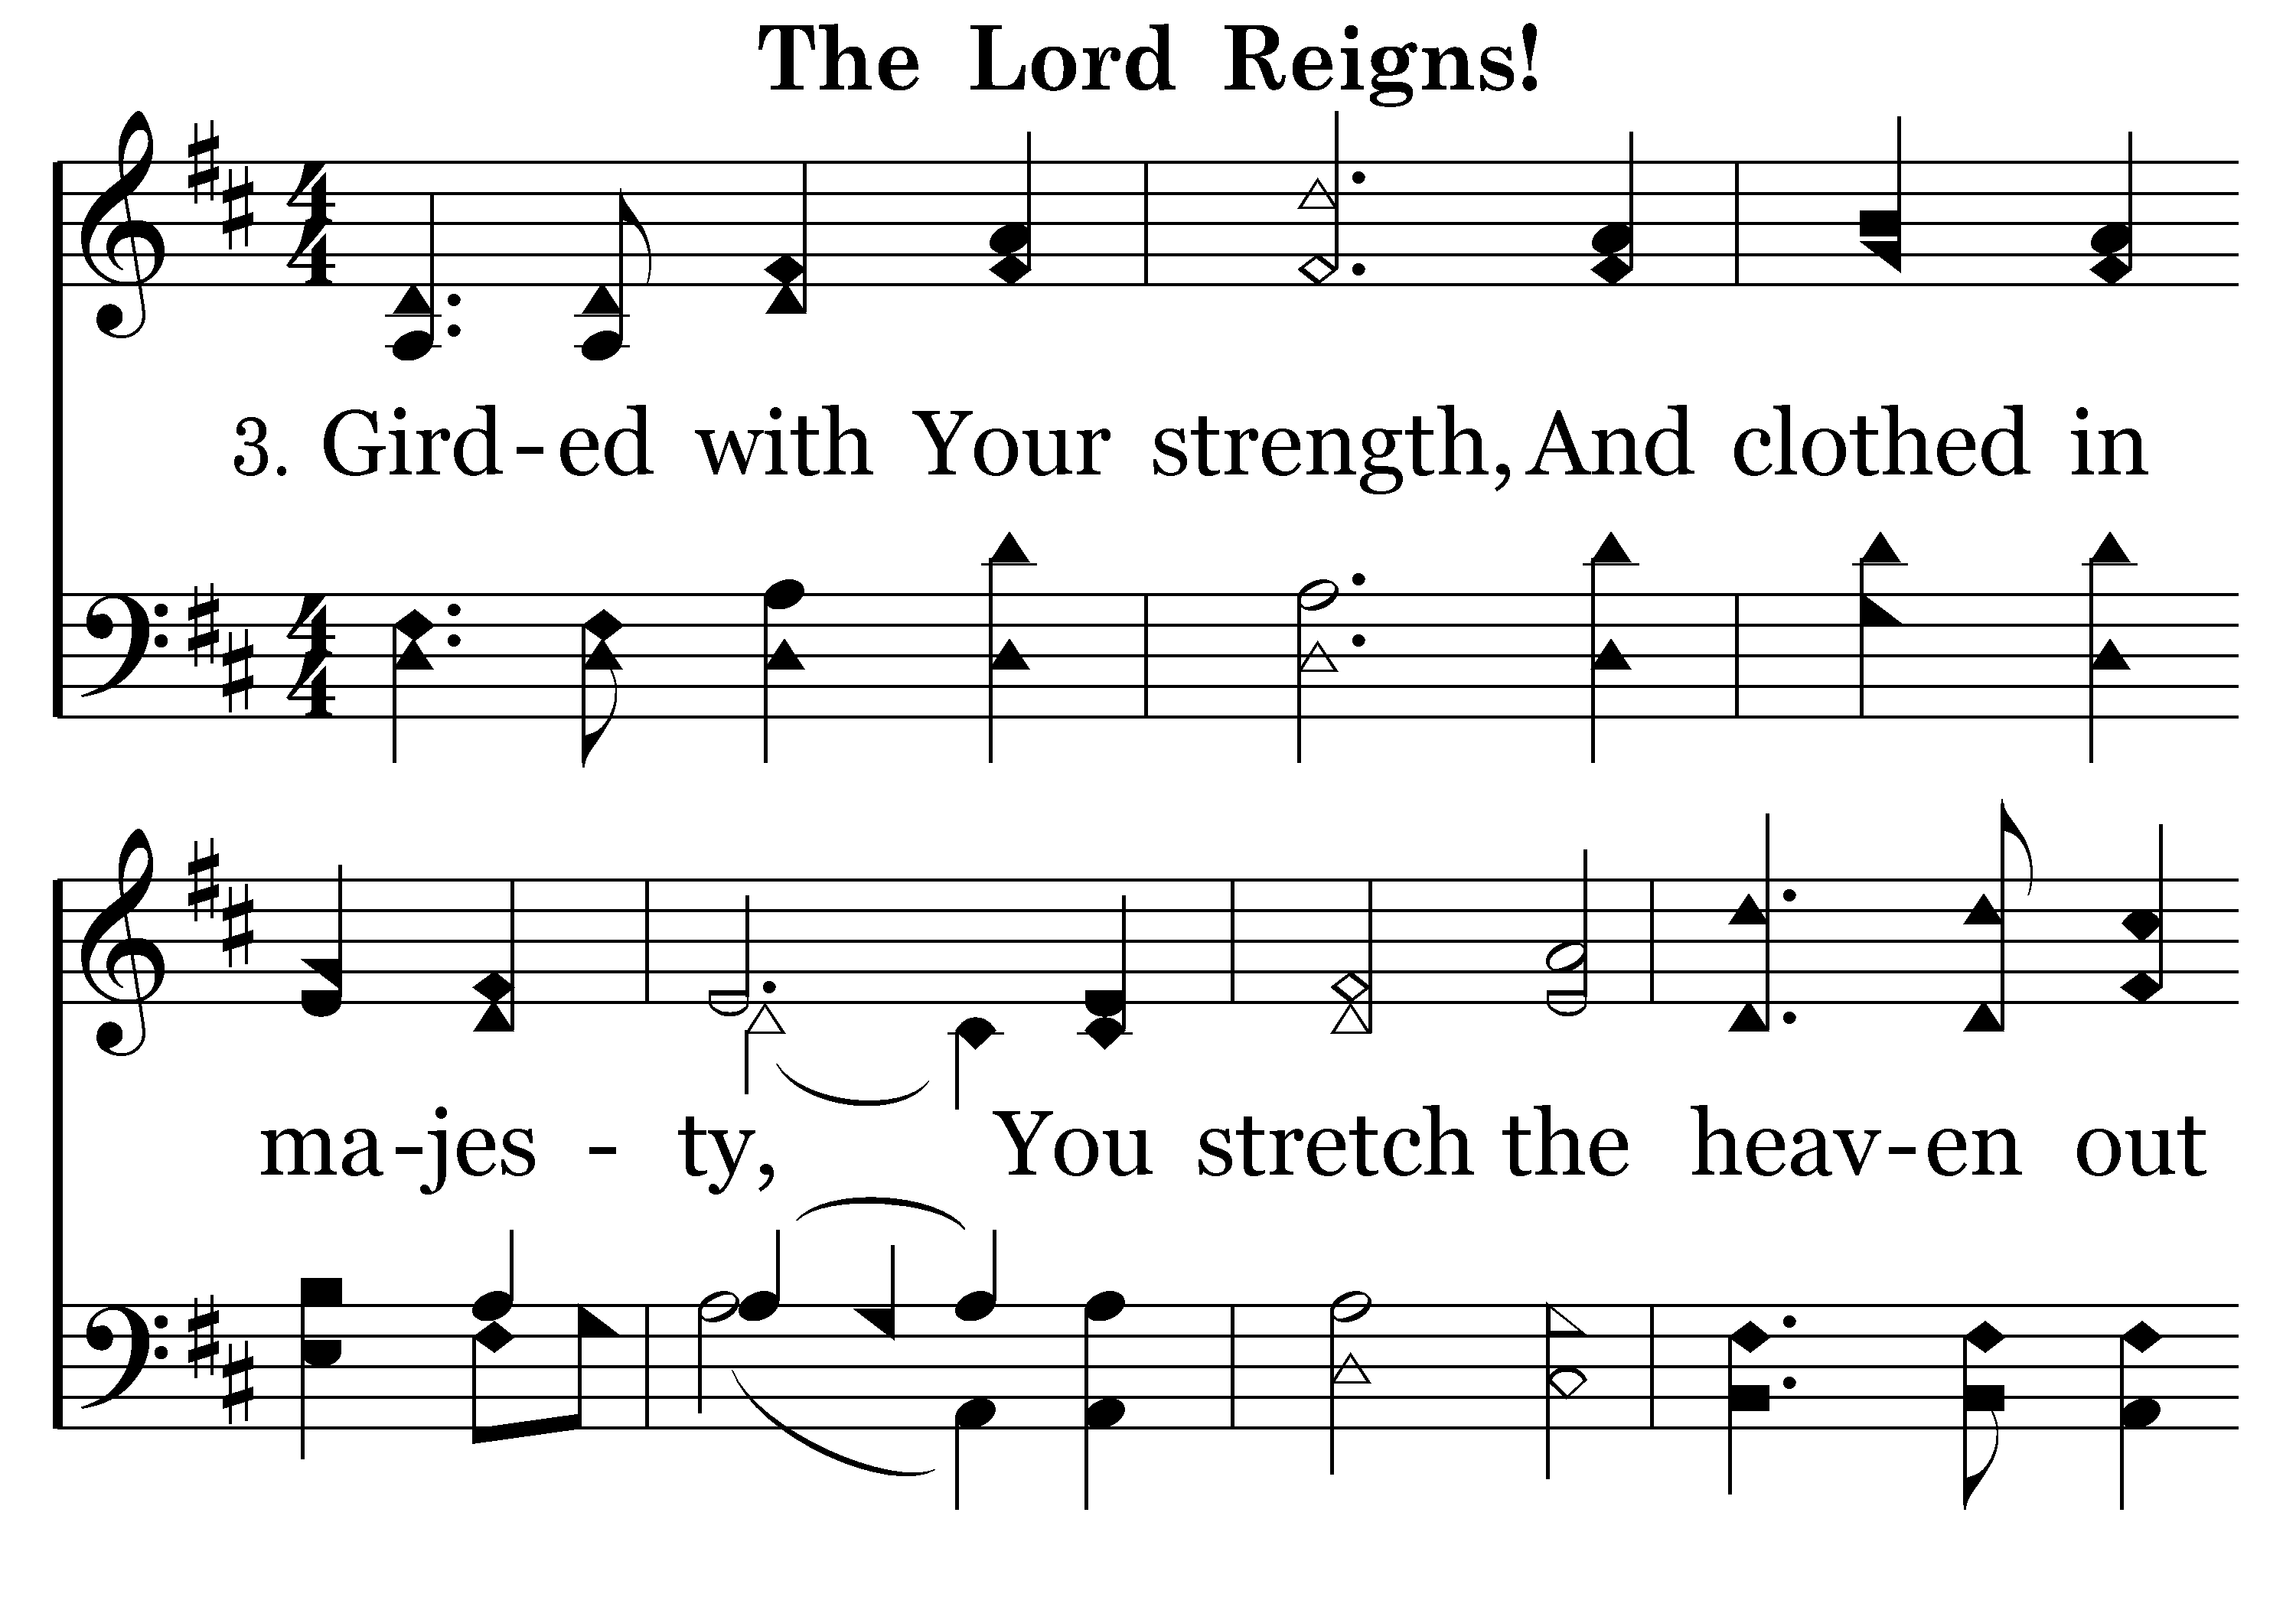 The Lord Reigns!
3. Gird-ed with Your strength, And clothed in
ma-jes - ty, You stretch the heav-en out